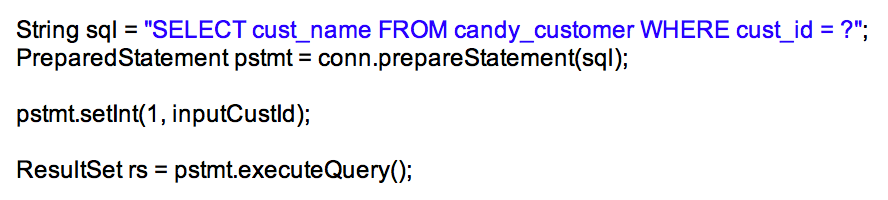 String sql = "SELECT cust_name FROM candy_customer WHERE cust_id = ?";
PreparedStatement pstmt = conn.prepareStatement(sql);
pstmt.setInt(1, inputCustId);
ResultSet rs = pstmt.executeQuery();